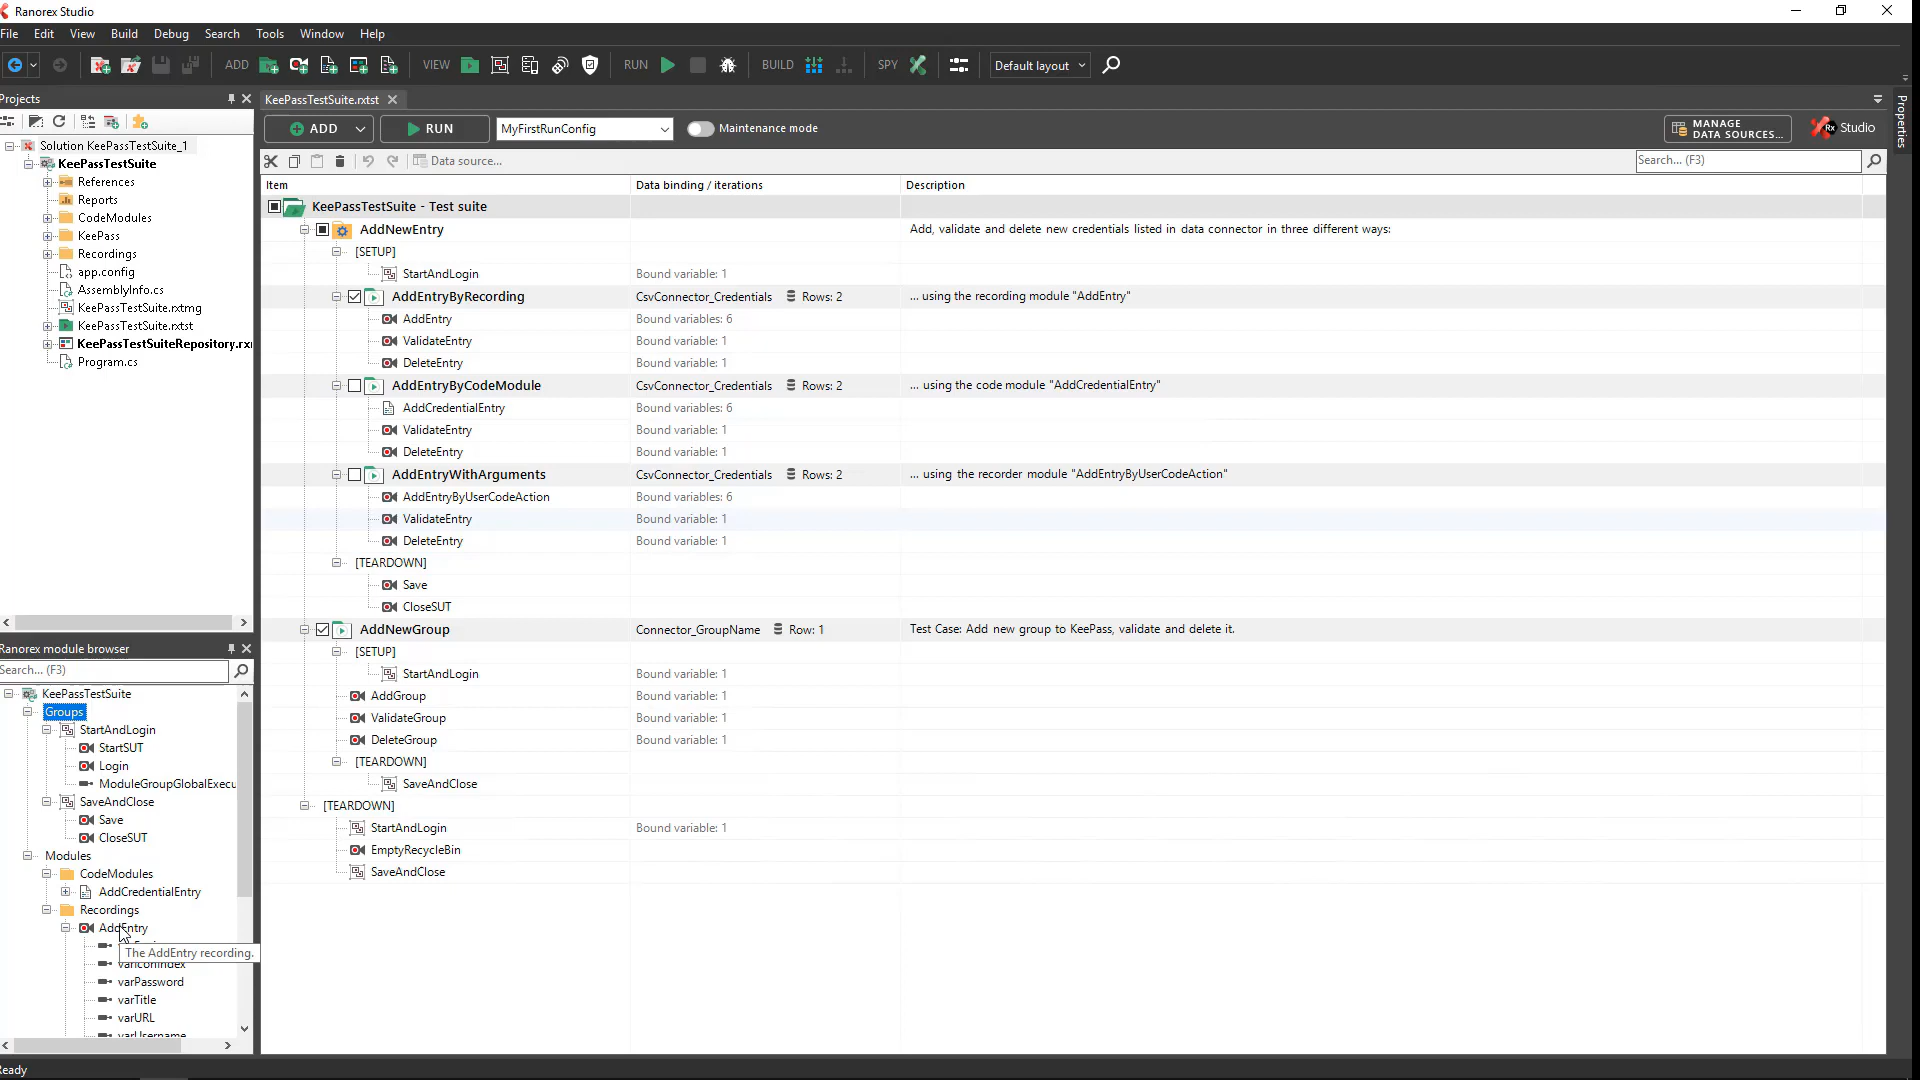 Ranorex Studio
File Edit View Build Debug Search Tools Window Help
ADD VIEW RUN BUILD SPY Default layout
Projects
Solution KeePassTestSuite_1
KeePassTestSuite
References
Reports
CodeModules
KeePass
Recordings
app.config
AssemblyInfo.cs
KeePassTestSuite.rxtmg
KeePassTestSuite.rxtst
KeePassTestSuiteRepository.rx
Program.cs
Ranorex module browser
Search... (F3)
KeePassTestSuite
Groups
StartAndLogin
StartSUT
Login
ModuleGroupGlobalExecu
SaveAndClose
Save
CloseSUT
Modules
CodeModules
AddCredentialEntry
Recordings
AddEntry
The AddEntry recording.
varIconIndex
varPassword
varTitle
varURL
varUsername
KeePassTestSuite.rxtst
ADD RUN MyFirstRunConfig Maintenance mode MANAGE DATA SOURCES... Rx Studio
Data source... Search... (F3)
Item Data binding / iterations Description
KeePassTestSuite - Test suite
AddNewEntry Add, validate and delete new credentials listed in data connector in three different ways:
[SETUP]
StartAndLogin Bound variable: 1
AddEntryByRecording CsvConnector_Credentials Rows: 2 ... using the recording module "AddEntry"
AddEntry Bound variables: 6
ValidateEntry Bound variable: 1
DeleteEntry Bound variable: 1
AddEntryByCodeModule CsvConnector_Credentials Rows: 2 ... using the code module "AddCredentialEntry"
AddCredentialEntry Bound variables: 6
ValidateEntry Bound variable: 1
DeleteEntry Bound variable: 1
AddEntryWithArguments CsvConnector_Credentials Rows: 2 ... using the recorder module "AddEntryByUserCodeAction"
AddEntryByUserCodeAction Bound variables: 6
ValidateEntry Bound variable: 1
DeleteEntry Bound variable: 1
[TEARDOWN]
Save
CloseSUT
AddNewGroup Connector_GroupName Row: 1 Test Case: Add new group to KeePass, validate and delete it.
[SETUP]
StartAndLogin Bound variable: 1
AddGroup Bound variable: 1
ValidateGroup Bound variable: 1
DeleteGroup Bound variable: 1
[TEARDOWN]
SaveAndClose
[TEARDOWN]
StartAndLogin Bound variable: 1
EmptyRecycleBin
SaveAndClose
Properties
Ready